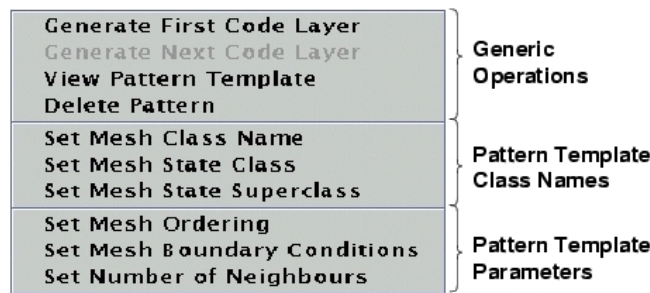 Generate First Code Layer
Generate Next Code Layer
View Pattern Template
Delete Pattern
Generic
Operations
Set Mesh Class Name
Set Mesh State Class
Set Mesh State Superclass
Pattern Template
Class Names
Set Mesh Ordering
Set Mesh Boundary Conditions
Set Number of Neighbours
Pattern Template
Parameters